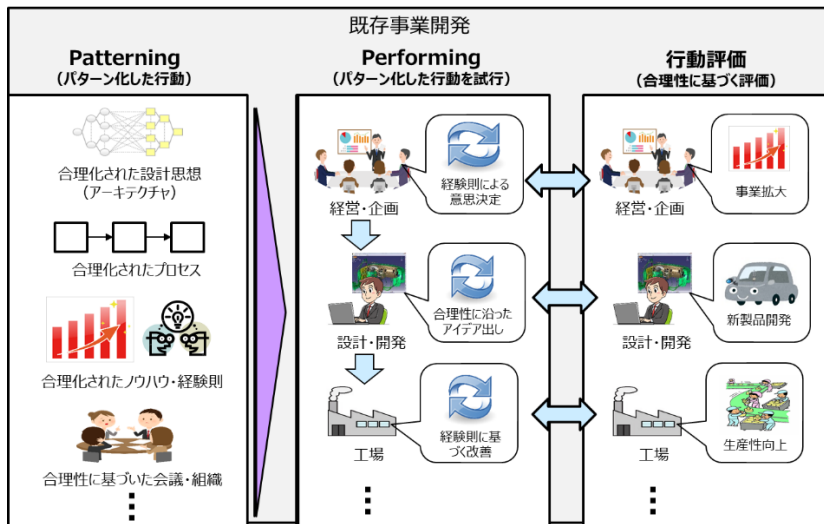 既存事業開発
Patterning
(パターン化した行動)
合理化された設計思想
(アーキテクチャ)
合理化されたプロセス
合理化されたノウハウ・経験則
合理性に基づいた会議・組織
Performing
(パターン化した行動を試行)
経験則による
意思決定
経営・企画
合理性に沿った
アイデア出し
設計・開発
経験則に基
づく改善
工場
行動評価
(合理性に基づく評価)
事業拡大
経営・企画
新製品開発
設計・開発
生産性向上
工場